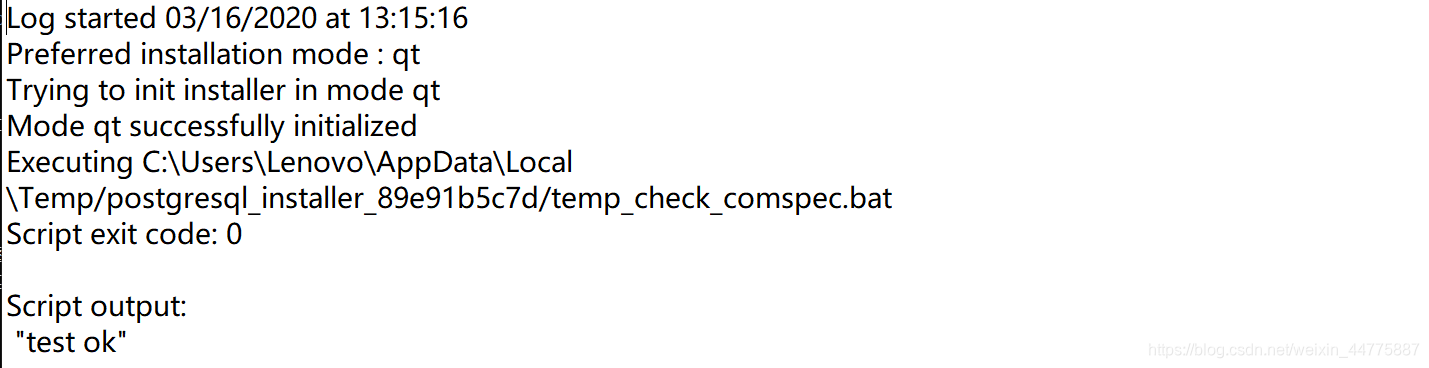 Log started 03/16/2020 at 13:15:16
Preferred installation mode : qt
Trying to init installer in mode qt
Mode qt successfully initialized
Executing C:\Users\Lenovo\AppData\Local
\Temp/postgresql_installer_89e91b5c7d/temp_check_comspec.bat
Script exit code: 0
Script output:
"test ok"
https://blog.csdn.net/weixin_44775887